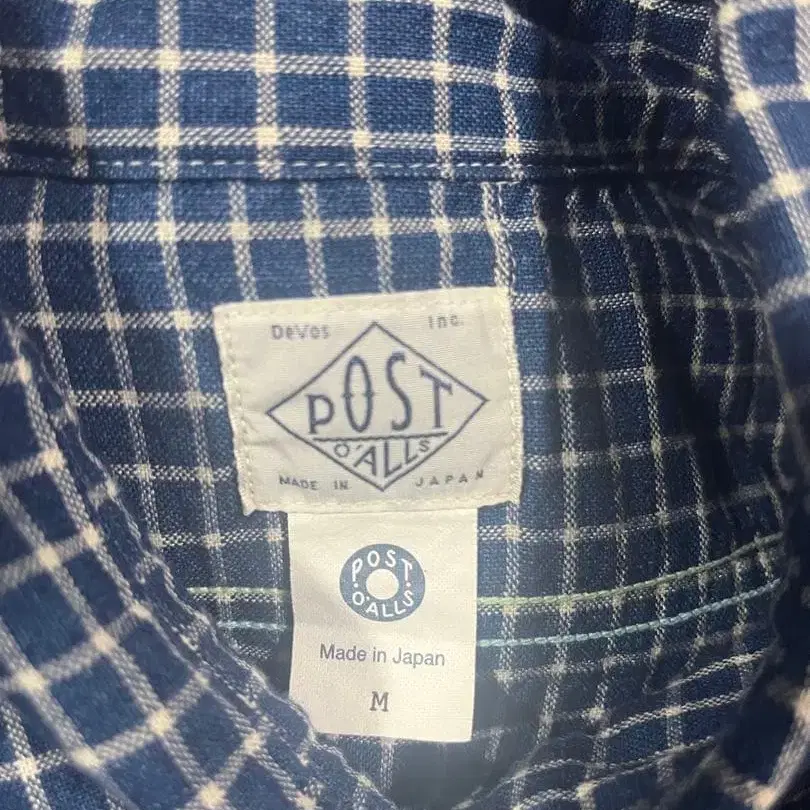 DeVos Inc.
POST
O'ALLS
MADE IN JAPAN
POST
O'ALLS
Made in Japan
M